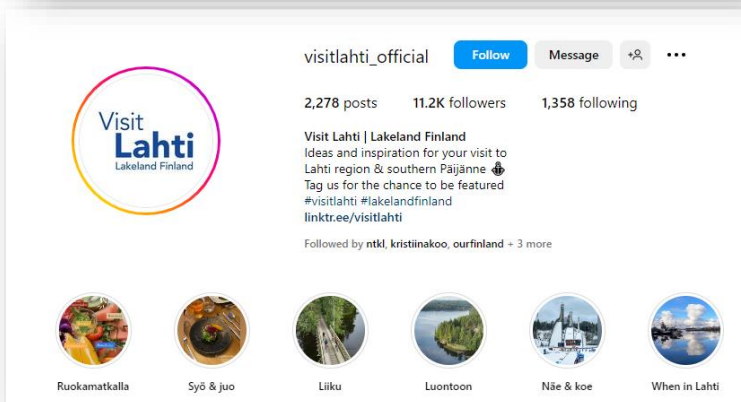 visitlahti_official Follow Message
2,278 posts 11.2K followers 1,358 following
Visit
Lahti
Lakeland Finland
Visit Lahti | Lakeland Finland
Ideas and inspiration for your visit to
Lahti region & southern Päijänne
Tag us for the chance to be featured
#visitlahti #lakelandfinland
linktr.ee/visitlahti
Followed by ntkl, kristiinakoo, ourfinland + 3 more
Ruokamatkalla Syö & juo Liiku Luontoon Näe & koe When in Lahti